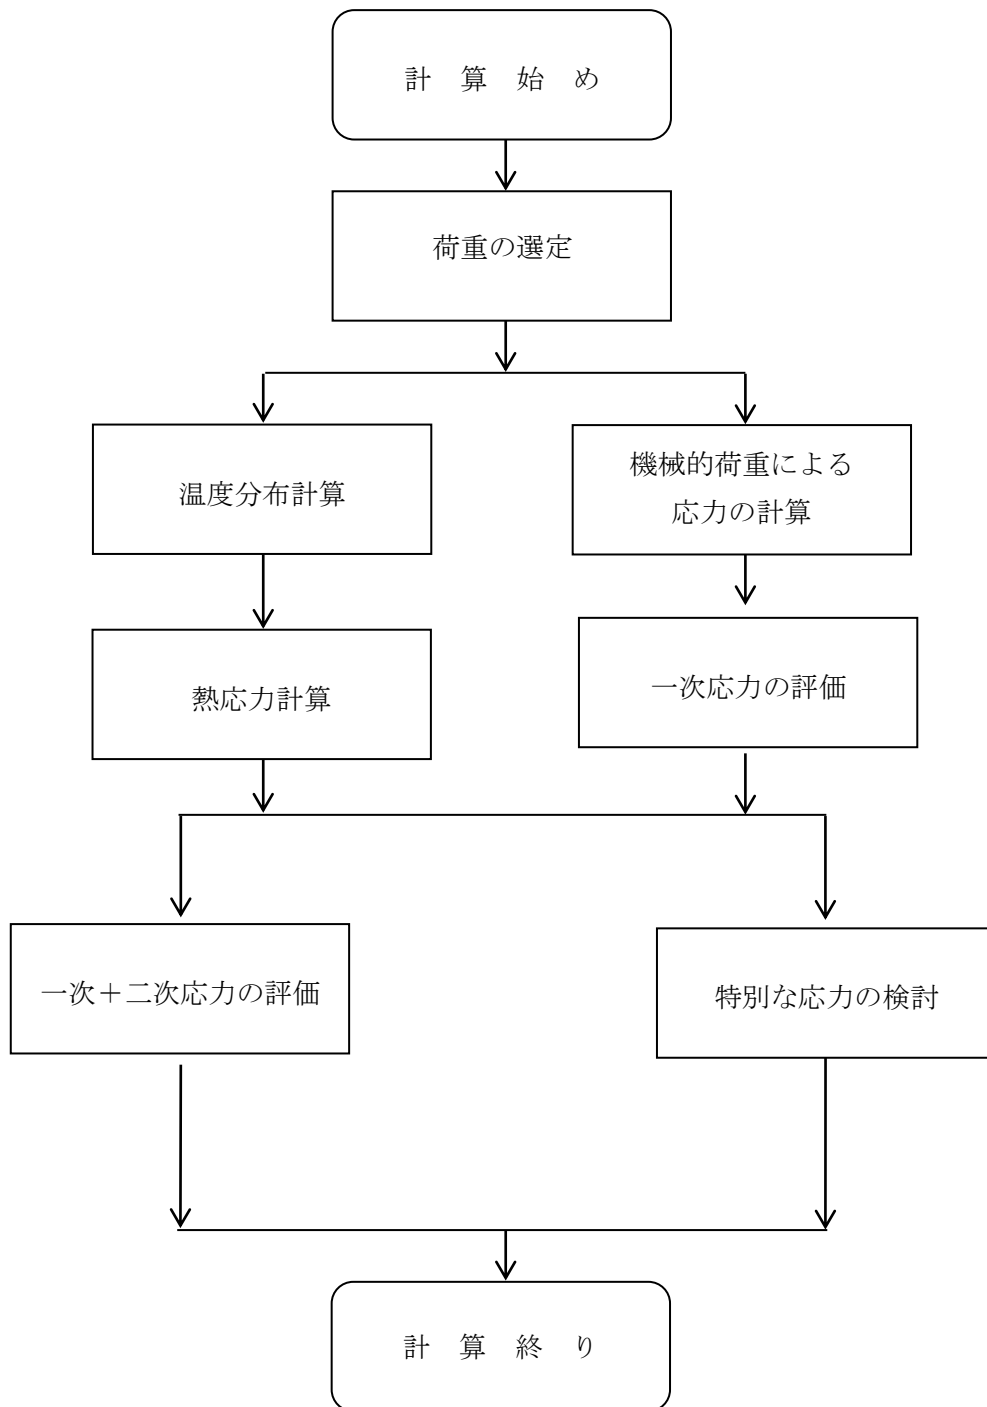 計 算 始 め
荷重の選定
温度分布計算
機械的荷重による
応力の計算
熱応力計算
一次応力の評価
一次＋二次応力の評価
特別な応力の検討
計 算 終 り